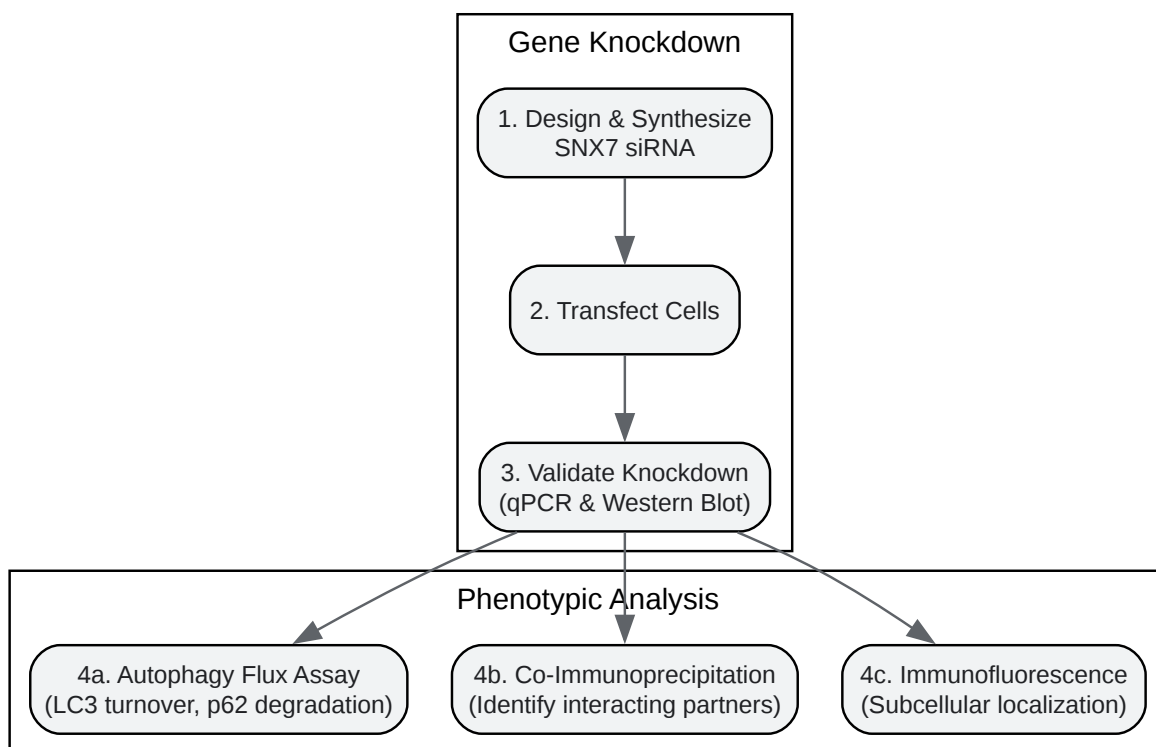 Gene Knockdown
1. Design & Synthesize
SNX7 siRNA
2. Transfect Cells
3. Validate Knockdown
(qPCR & Western Blot)
Phenotypic Analysis
4a. Autophagy Flux Assay
(LC3 turnover, p62 degradation)
4b. Co-Immunoprecipitation
(Identify interacting partners)
4c. Immunofluorescence
(Subcellular localization)